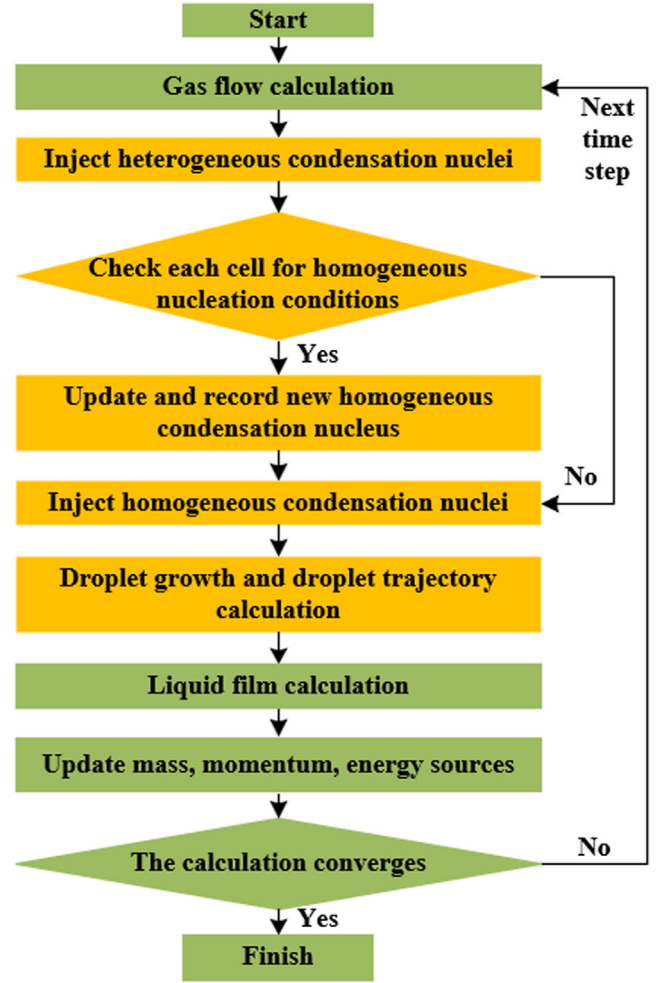 Start
Gas flow calculation
Next
time
step
Inject heterogeneous condensation nuclei
Check each cell for homogeneous
nucleation conditions
Yes
Update and record new homogeneous
condensation nucleus
No
Inject homogeneous condensation nuclei
Droplet growth and droplet trajectory
calculation
Liquid film calculation
Update mass, momentum, energy sources
The calculation converges
No
Yes
Finish